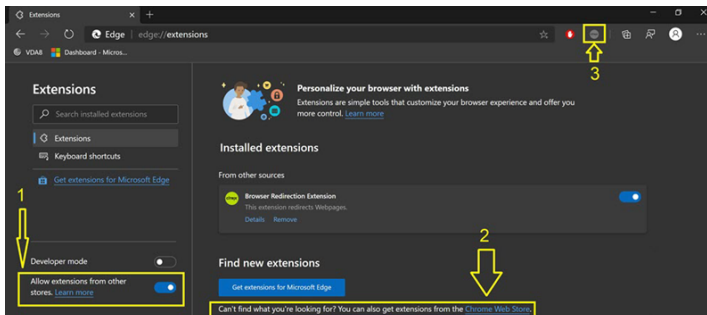 Extensions
Edge | edge://extensions
VDA8 Dashboard - Micros...
3
Extensions
Search installed extensions
Extensions
Keyboard shortcuts
Get extensions for Microsoft Edge
1
Developer mode
Allow extensions from other
stores. Learn more
Personalize your browser with extensions
Extensions are simple tools that customize your browser experience and offer you
more control. Learn more
Installed extensions
From other sources
citrix
Browser Redirection Extension
This extension redirects Webpages.
Details Remove
2
Find new extensions
Get extensions for Microsoft Edge
Can't find what you're looking for? You can also get extensions from the Chrome Web Store.